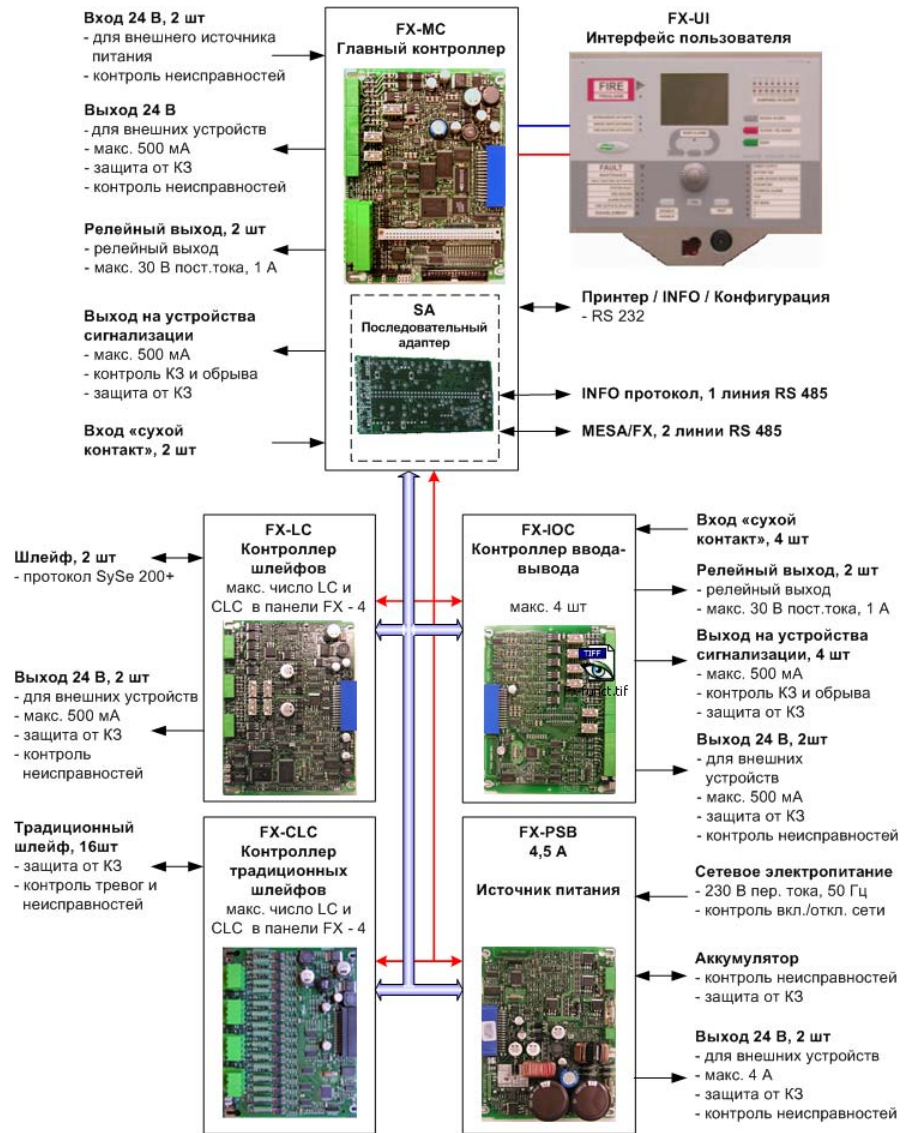 Вход 24 В, 2 шт
- для внешнего источника
питания
- контроль неисправностей
Выход 24 В
- для внешних устройств
- макс. 500 мА
- защита от КЗ
- контроль неисправностей
Релейный выход, 2 шт
- релейный выход
- макс. 30 В пост.тока, 1 А
Выход на устройства
сигнализации
- макс. 500 мА
- контроль КЗ и обрыва
- защита от КЗ
Вход «сухой
контакт», 2 шт
FX-MC
Главный контроллер
SA
Последовательный
адаптер
FX-UI
Интерфейс пользователя
FIRE
FAULT
Принтер / INFO / Конфигурация
- RS 232
INFO протокол, 1 линия RS 485
MESA/FX, 2 линии RS 485
Шлейф, 2 шт
- протокол SySe 200+
Выход 24 В, 2 шт
- для внешних устройств
- макс. 500 мА
- защита от КЗ
- контроль
неисправностей
FX-LC
Контроллер
шлейфов
макс. число LC и
CLC в панели FX - 4
FX-IOC
Контроллер ввода-
вывода
макс. 4 шт
TIFF
Вход «сухой
контакт», 4 шт
Релейный выход, 2 шт
- релейный выход
- макс. 30 В пост.тока, 1 А
Выход на устройства
сигнализации, 4 шт
- макс. 500 мА
- контроль КЗ и обрыва
- защита от КЗ
Выход 24 В, 2шт
- для внешних
устройств
- макс. 500 мА
- защита от КЗ
- контроль неисправностей
Традиционный
шлейф, 16шт
- защита от КЗ
- контроль тревог и
неисправностей
FX-CLC
Контроллер
традиционных
шлейфов
макс. число LC и
CLC в панели FX - 4
FX-PSB
4,5 А
Источник питания
Сетевое электропитание
- 230 В пер. тока, 50 Гц
- контроль вкл./откл. сети
Аккумулятор
- контроль неисправностей
- защита от КЗ
Выход 24 В, 2 шт
- для внешних устройств
- макс. 4 А
- защита от КЗ
- контроль неисправностей